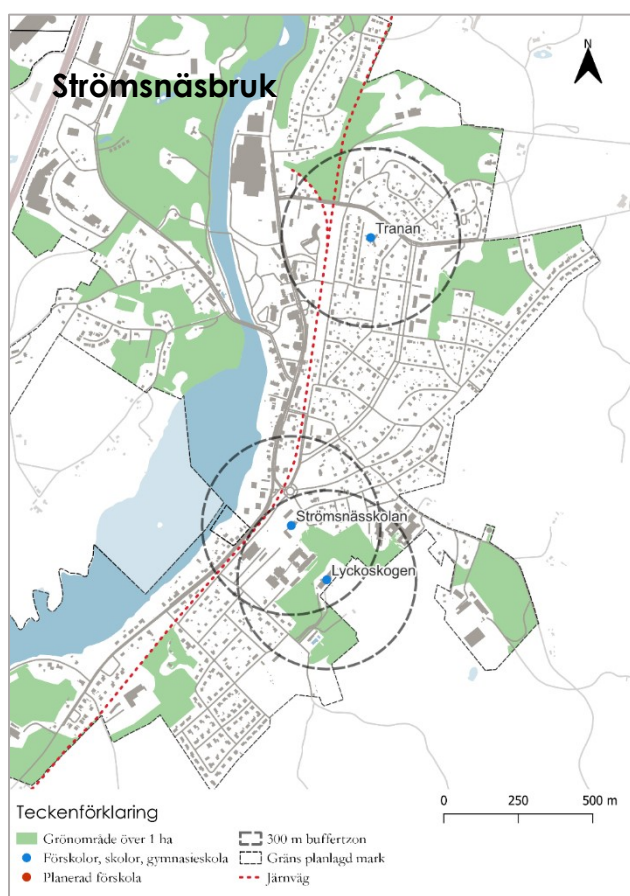 Strömsnäsbruk
N
Tranan
Strömsnässkolan
Lyckoskogen
0 250 500 m
Teckenförklaring
Grönområde över 1 ha
Förskolor, skolor, gymnasieskola
Planerad förskola
300 m buffertzon
Gräns planlagd mark
Järnväg